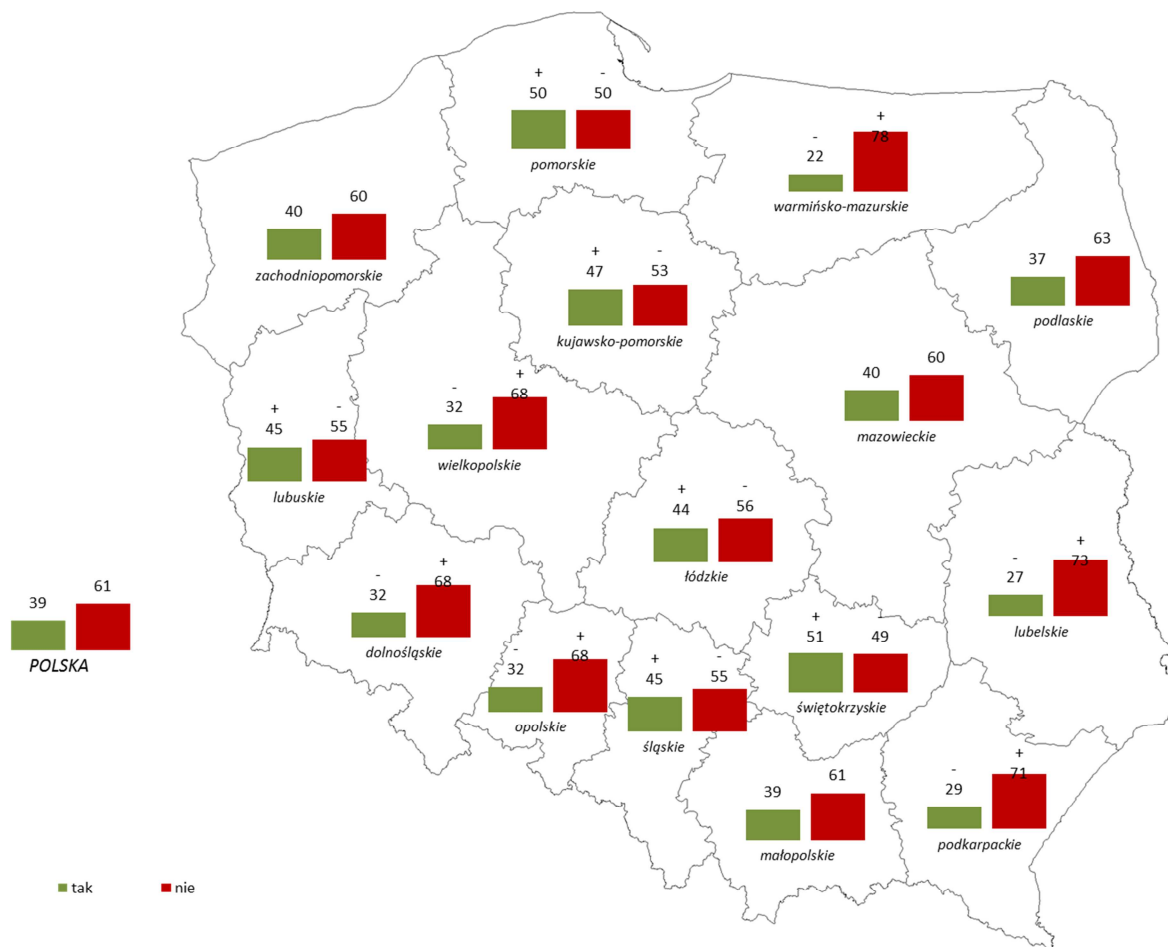 + -
50 50
pomorskie
- +
22 78
warmińsko-mazurskie
40 60
zachodniopomorskie
+ -
47 53
kujawsko-pomorskie
37 63
podlaskie
- +
32 68
wielkopolskie
40 60
mazowieckie
+ -
45 55
lubuskie
+ -
44 56
łódzkie
- +
27 73
lubelskie
- +
32 68
dolnośląskie
39 61
POLSKA
- +
32 68
opolskie
+ -
45 55
śląskie
+ -
51 49
świętokrzyskie
39 61
małopolskie
- +
29 71
podkarpackie
tak nie